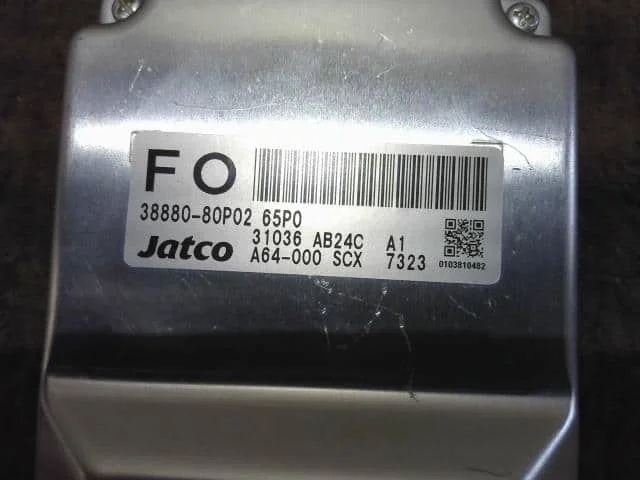 FO
38880-80P02 65P0
31036 AB24C A1
Jatco A64-000 SCX 7323
0103810482